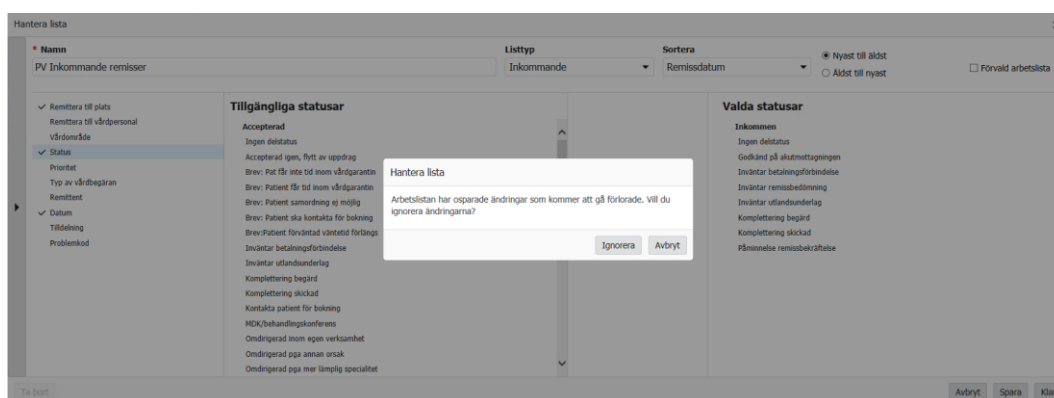 Hantera lista
* Namn
PV Inkommande remisser
Listtyp
Inkommande
Sortera
Remissdatum
Nyast till äldst
Äldst till nyast
Förvald arbetslista
Remittera till plats
Remittera till vårdpersonal
Vårdområde
Status
Prioritet
Typ av vårdbegäran
Remittent
Datum
Tilldelning
Problemkod
Tillgängliga statusar
Accepterad
Ingen delstatus
Accepterad igen, flytt av uppdrag
Brev: Pat får inte tid inom vårdgarantin
Brev: Patient får tid inom vårdgarantin
Brev: Patient samordning ej möjlig
Brev: Patient ska kontakta för bokning
Brev:Patient förväntad väntetid förlängs
Inväntar betalningsförbindelse
Inväntar utlandsunderlag
Komplettering begärd
Komplettering skickad
Kontakta patient för bokning
MDK/behandlingskonferens
Omdirigerad inom egen verksamhet
Omdirigerad pga annan orsak
Omdirigerad pga mer lämplig specialitet
Hantera lista
Arbetslistan har osparade ändringar som kommer att gå förlorade. Vill du
ignorera ändringarna?
Ignorera
Avbryt
Valda statusar
Inkommen
Ingen delstatus
Godkänd på akutmottagningen
Inväntar betalningsförbindelse
Inväntar remissbedömning
Inväntar utlandsunderlag
Komplettering begärd
Komplettering skickad
Påminnelse remissbekräftelse
Ta bort
Avbryt
Spara